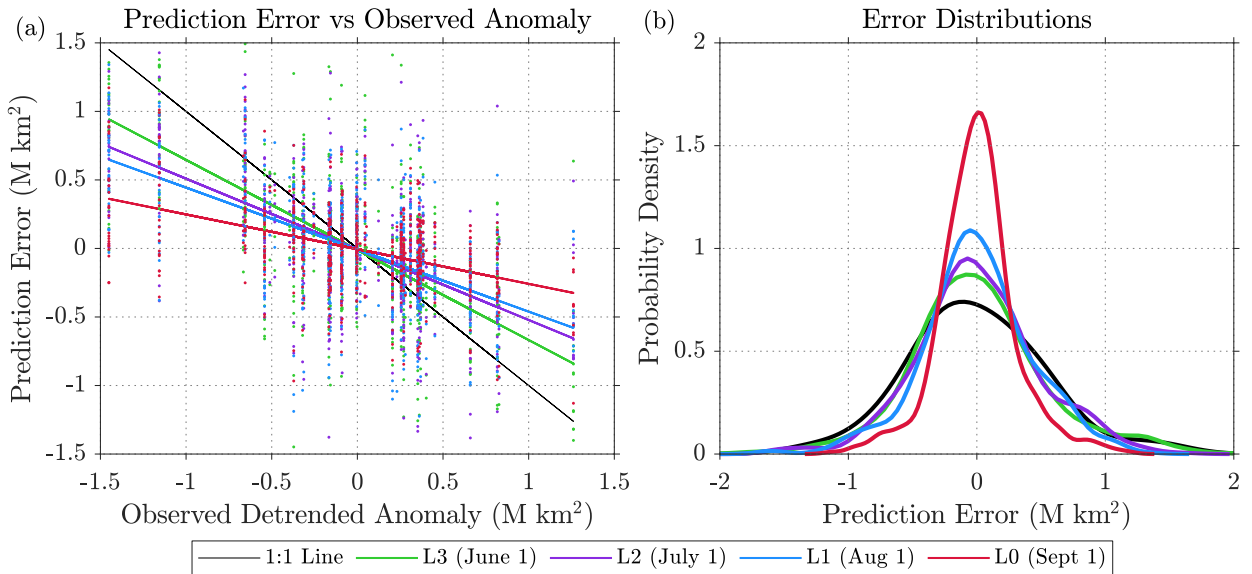 (a) Prediction Error vs Observed Anomaly
1.5
1
0.5
0
-0.5
-1
-1.5
Prediction Error (M km²)
-1.5 -1 -0.5 0 0.5 1 1.5
Observed Detrended Anomaly (M km²)
(b) Error Distributions
2
1.5
1
0.5
0
Probability Density
-2 -1 0 1 2
Prediction Error (M km²)
1:1 Line L3 (June 1) L2 (July 1) L1 (Aug 1) L0 (Sept 1)